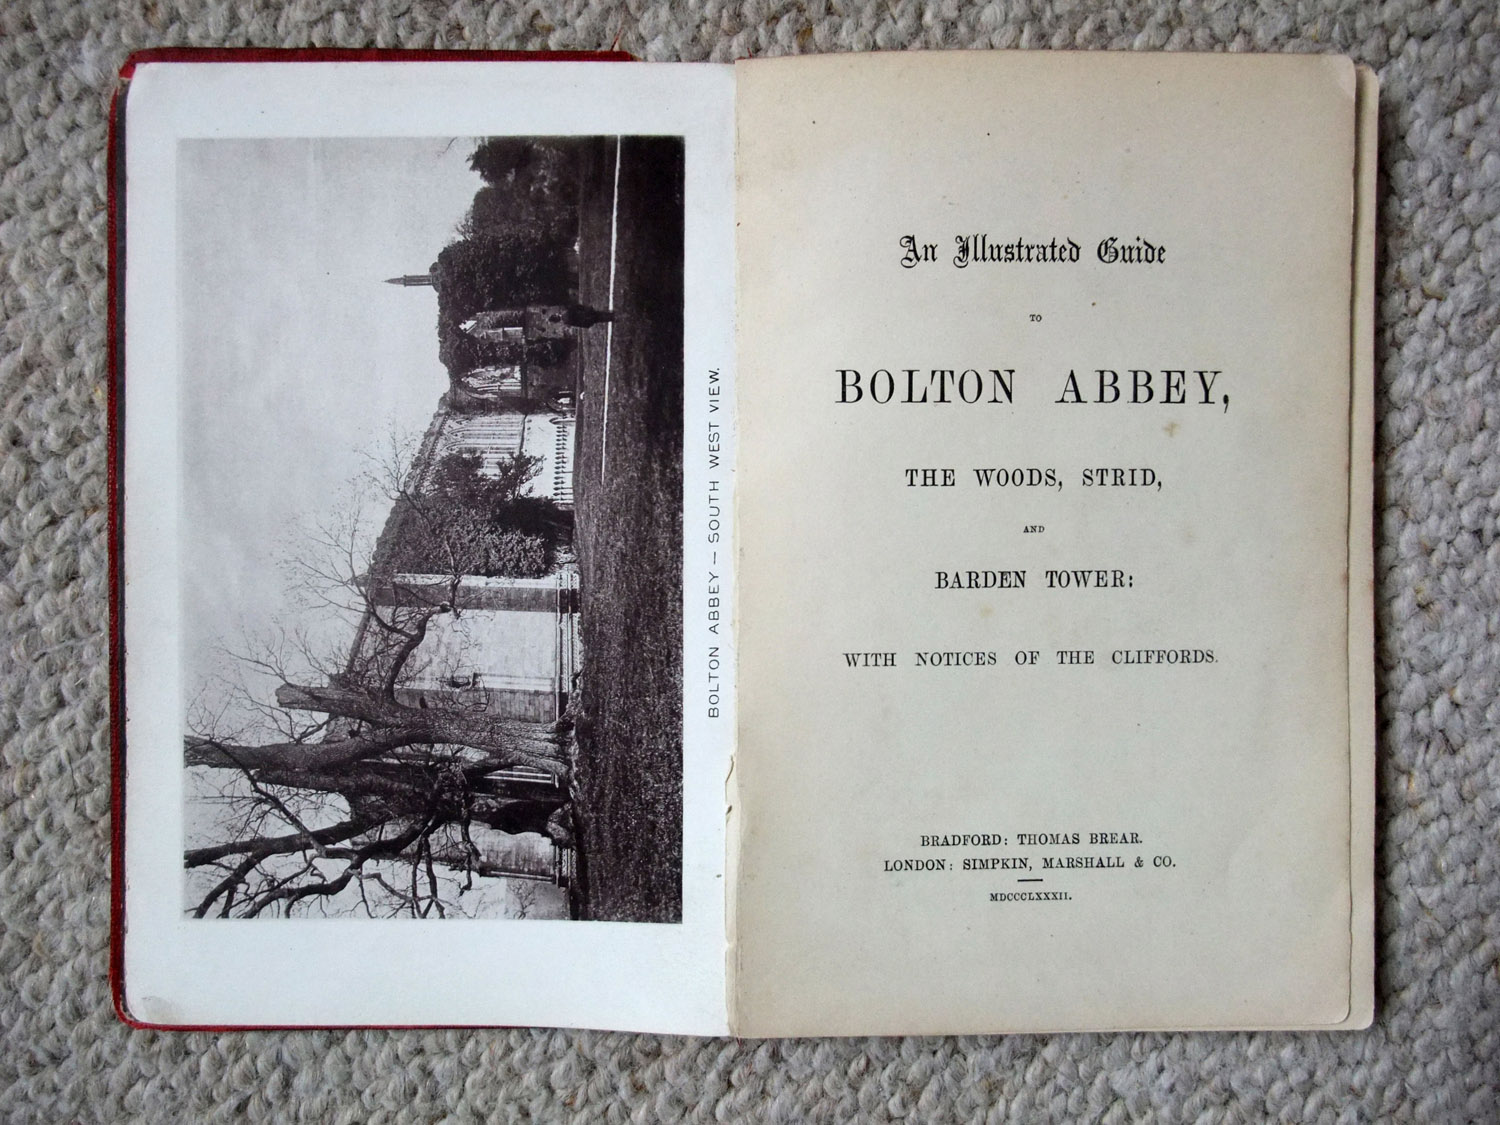 BOLTON ABBEY — SOUTH WEST VIEW.
An Illustrated Guide
TO
BOLTON ABBEY,
THE WOODS, STRID,
AND
BARDEN TOWER:
WITH NOTICES OF THE CLIFFORDS.
BRADFORD: THOMAS BREAR.
LONDON: SIMPKIN, MARSHALL & CO.
MDCCCLXXXII.